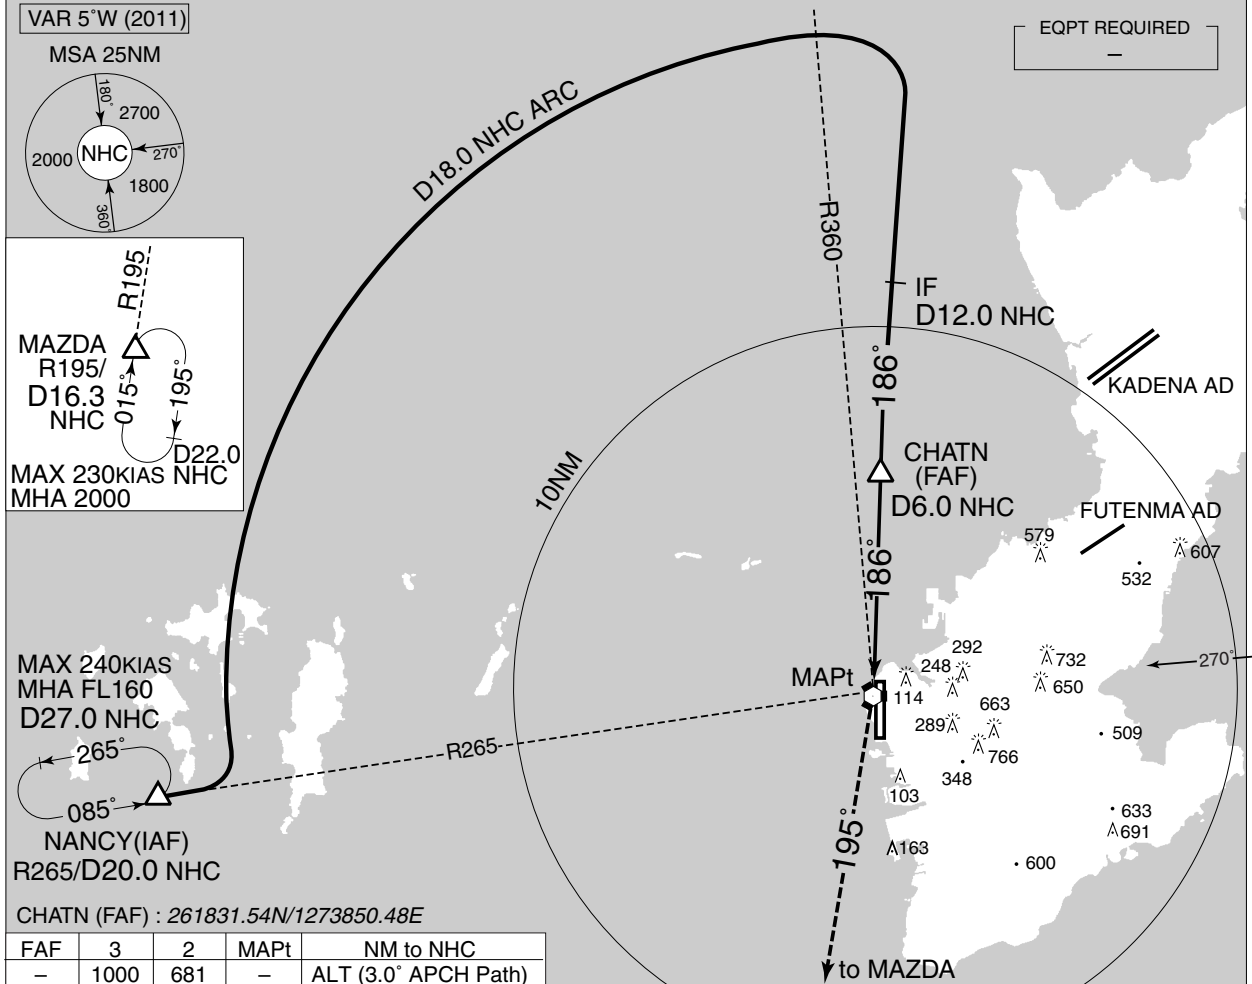 VAR 5°W (2011)
MSA 25NM
180°
2700
NHC
270°
2000
1800
360°
EQPT REQUIRED
–
D18.0 NHC ARC
R360
R195
MAZDA
R195/
D16.3
NHC
015°
195°
D22.0
NHC
MAX 230KIAS
MHA 2000
IF
D12.0 NHC
186°
KADENA AD
CHATN
(FAF)
D6.0 NHC
10NM
FUTENMA AD
579
607
532
186°
MAX 240KIAS
MHA FL160
D27.0 NHC
265°
085°
NANCY(IAF)
R265/D20.0 NHC
R265
MAPt
292
248
114
732
650
270°
663
289
766
509
348
103
633
691
163
600
195°
to MAZDA
CHATN (FAF) : 261831.54N/1273850.48E
FAF 3 2 MAPt NM to NHC
– 1000 681 – ALT (3.0° APCH Path)